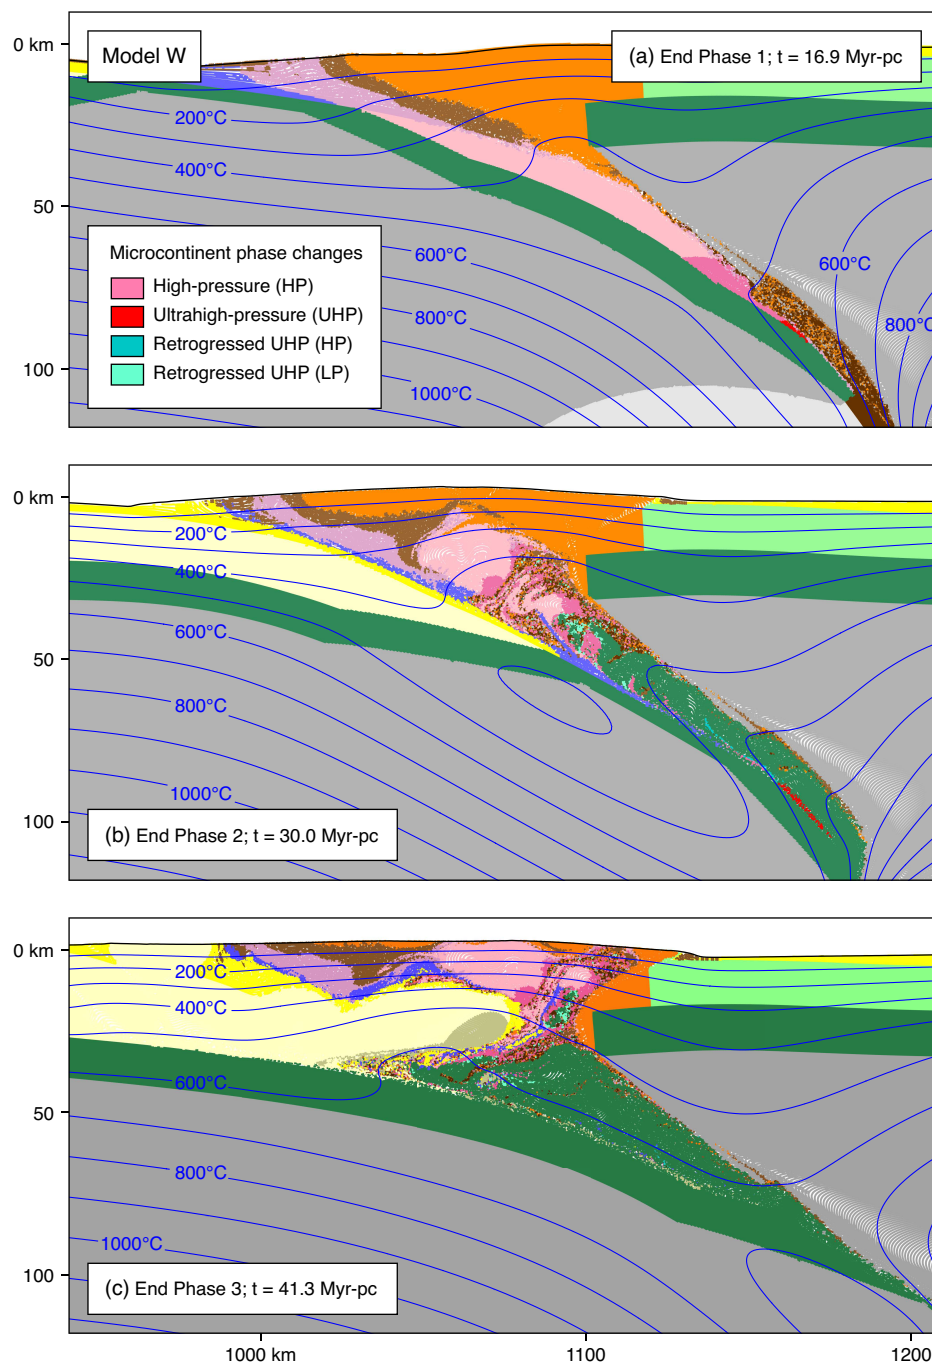 0 km
Model W
(a) End Phase 1; t = 16.9 Myr-pc
200°C
400°C
50
600°C
600°C
800°C
800°C
1000°C
Microcontinent phase changes
High-pressure (HP)
Ultrahigh-pressure (UHP)
Retrogressed UHP (HP)
Retrogressed UHP (LP)
100
0 km
200°C
400°C
600°C
50
800°C
1000°C
100
(b) End Phase 2; t = 30.0 Myr-pc
0 km
200°C
400°C
600°C
50
800°C
1000°C
100
(c) End Phase 3; t = 41.3 Myr-pc
1000 km
1100
1200